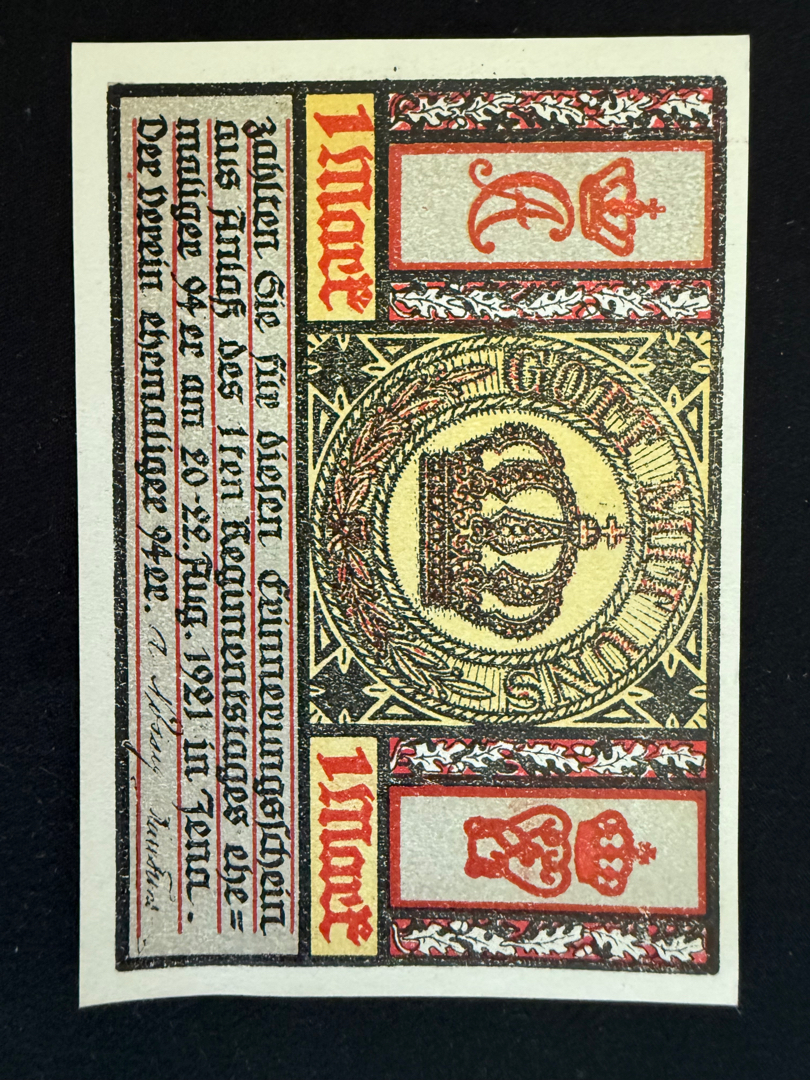 GOTT MIT UNS
1 Mark
1 Mark
zahlten Sie für diesen Erinnerungsschein
aus Anlaß des 1ten Regimentstages ehe=
maliger 94er am 20-22. Aug. 1921 in Jena.
Der Verein ehemaliger 94er.